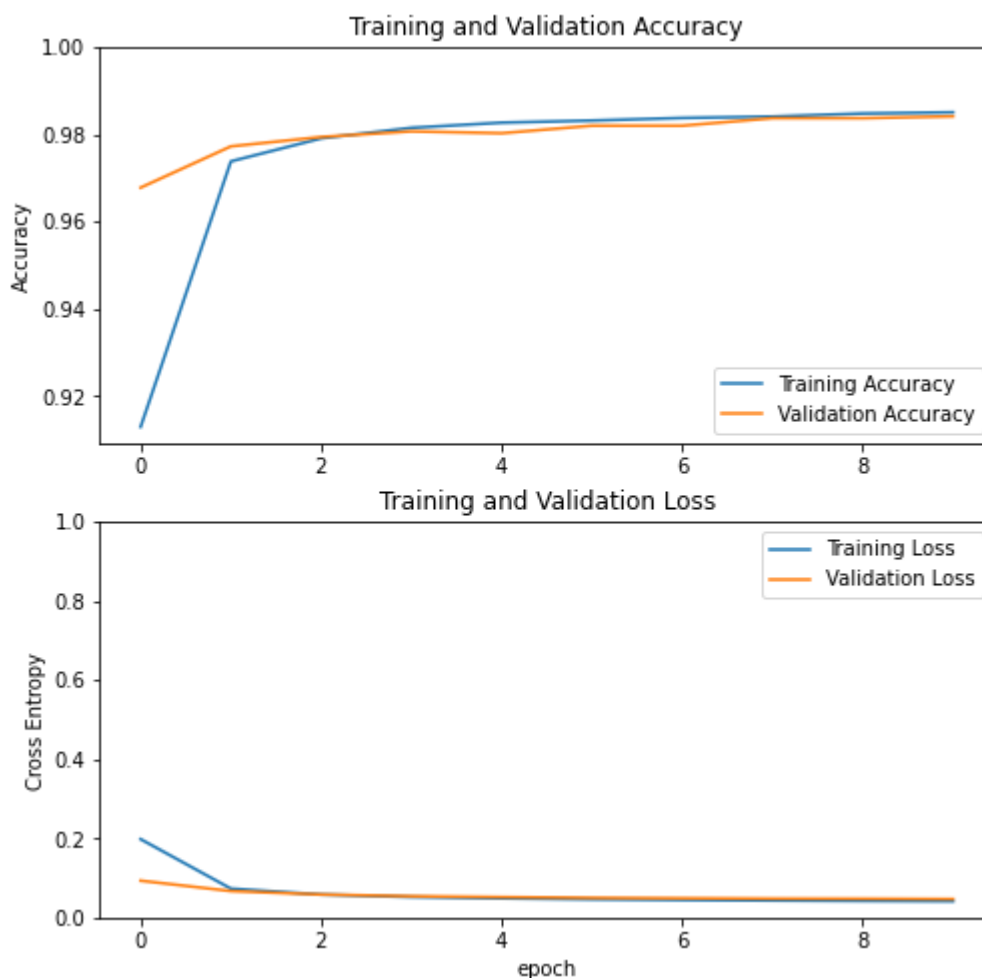 Training and Validation Accuracy
1.00
0.98
0.96
0.94
0.92
Accuracy
Training Accuracy
Validation Accuracy
0 2 4 6 8
Training and Validation Loss
1.0
0.8
0.6
0.4
0.2
0.0
Cross Entropy
Training Loss
Validation Loss
0 2 4 6 8
epoch